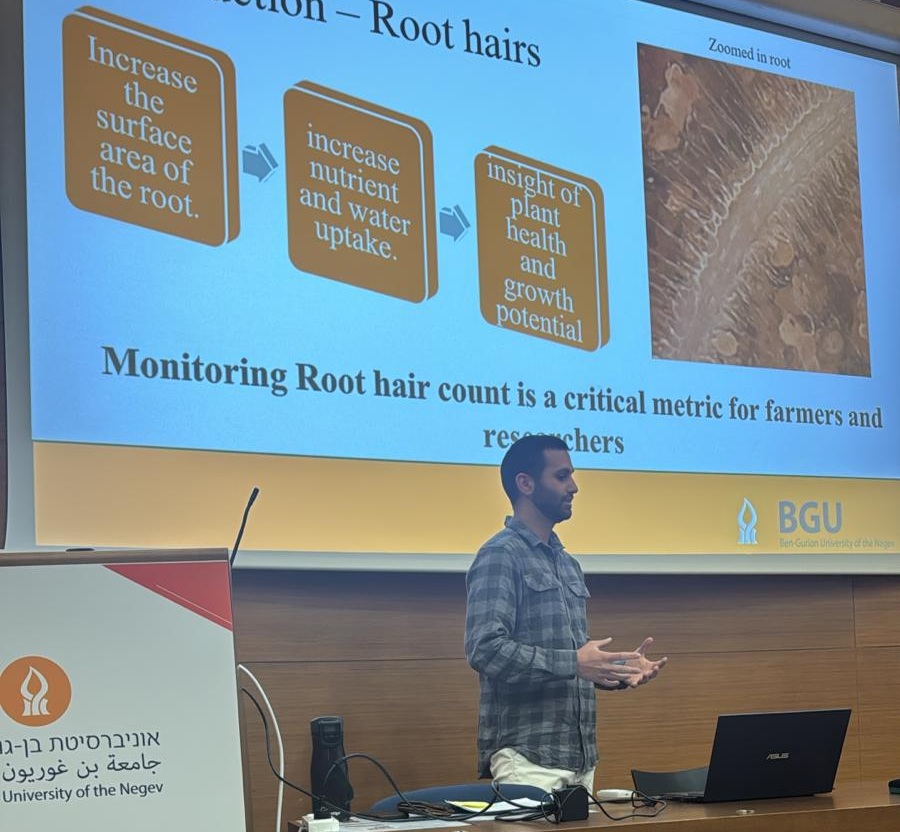 – Root hairs
Increase
the
surface
area of
the root.
increase
nutrient
and water
uptake.
insight of
plant
health
and
growth
potential
Zoomed in root
Monitoring Root hair count is a critical metric for farmers and
BGU
Ben-Gurion University of the Negev
אוניברסיטת בן-
جامعة بن غوريون
University of the Negev
ASUS